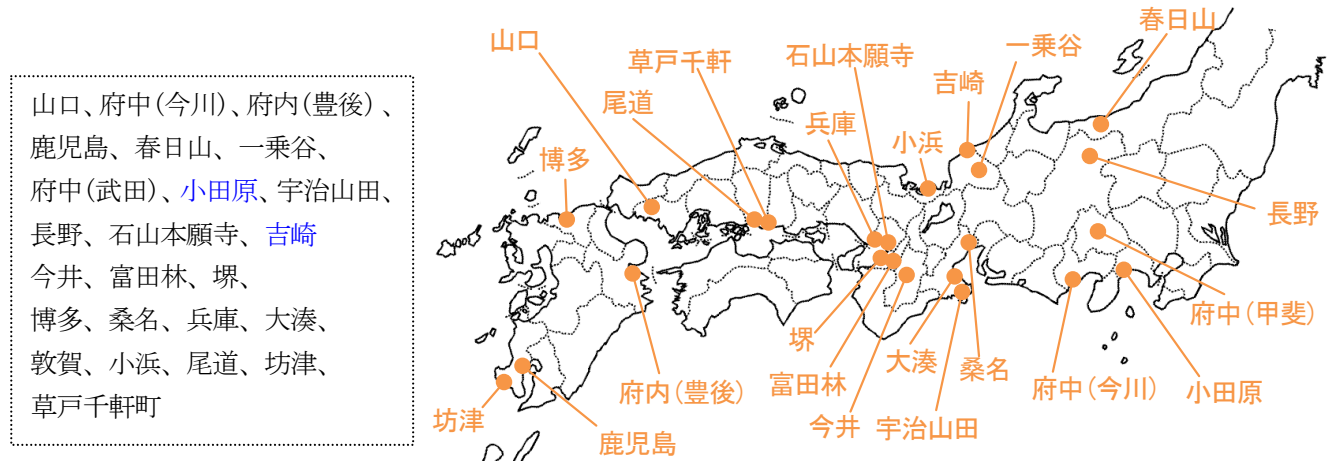 山口、府中(今川)、府内(豊後)、
鹿児島、春日山、一乗谷、
府中(武田)、小田原、宇治山田、
長野、石山本願寺、吉崎
今井、富田林、堺、
博多、桑名、兵庫、大湊、
敦賀、小浜、尾道、坊津、
草戸千軒町
春日山
山口
一乗谷
石山本願寺
草戸千軒
吉崎
尾道
兵庫
小浜
博多
長野
府中(甲斐)
堺
大湊
桑名
富田林
府中(今川)
小田原
府内(豊後)
坊津
今井
宇治山田
鹿児島